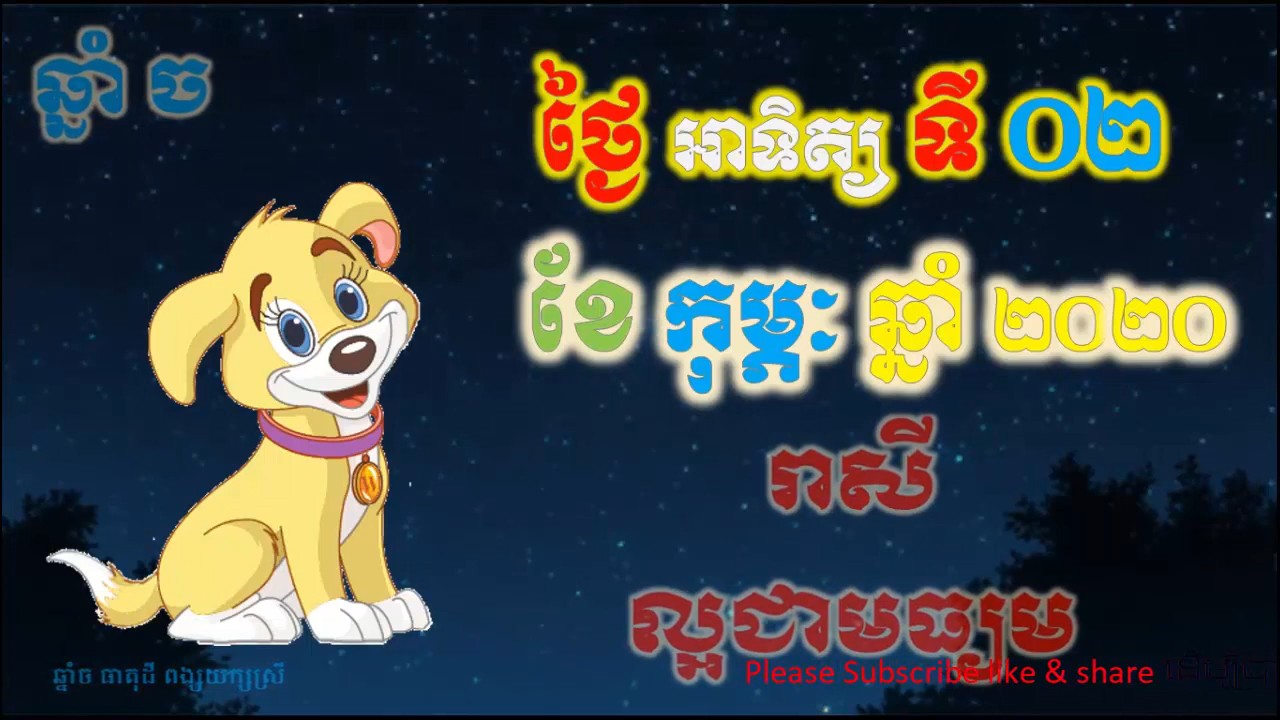 ឆ្នាំ ច
ថ្ងៃ អាទិត្យ ទី ០២
ខែ កុម្ភៈ ឆ្នាំ ២០២០
រាសី
ល្អជាមធ្យម
ឆ្នាំច ធាតុដី ពង្សយក្សស្រី
Please Subscribe like & share